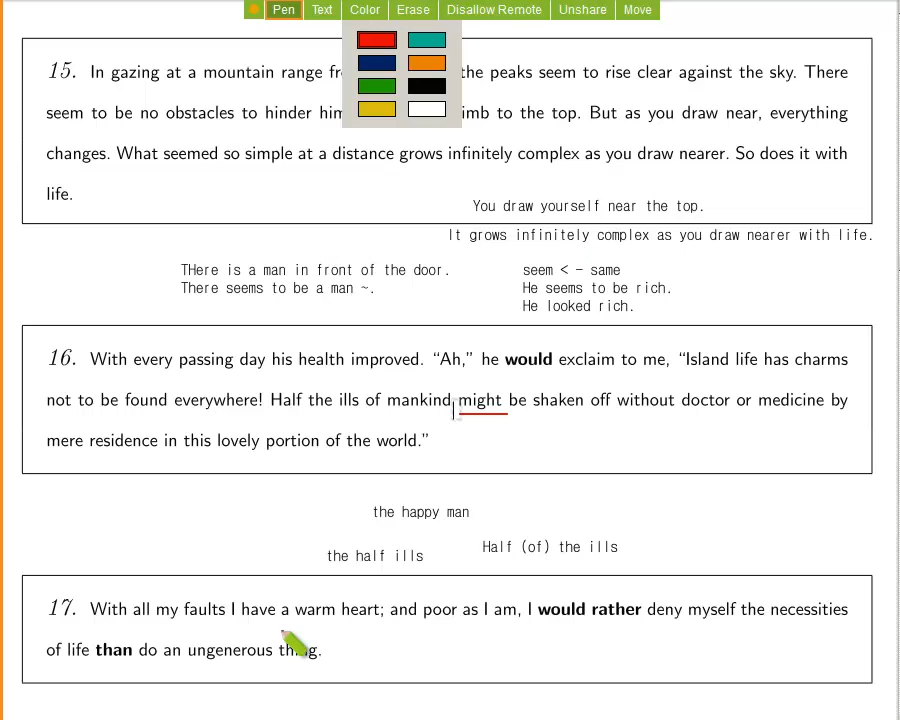 Pen Text Color Erase Disallow Remote Unshare Move
15. In gazing at a mountain range the peaks seem to rise clear against the sky. There
seem to be no obstacles to hinder to the top. But as you draw near, everything
changes. What seemed so simple at a distance grows infinitely complex as you draw nearer. So does it with
life.
You draw yourself near the top.
It grows infinitely complex as you draw nearer with life.
THere is a man in front of the door.
There seems to be a man ~.
seem < - same
He seems to be rich.
He looked rich.
16. With every passing day his health improved. “Ah,” he would exclaim to me, “Island life has charms
not to be found everywhere! Half the ills of mankind might be shaken off without doctor or medicine by
mere residence in this lovely portion of the world.”
the happy man
Half (of) the ills
the half ills
17. With all my faults I have a warm heart; and poor as I am, I would rather deny myself the necessities
of life than do an ungenerous thing.